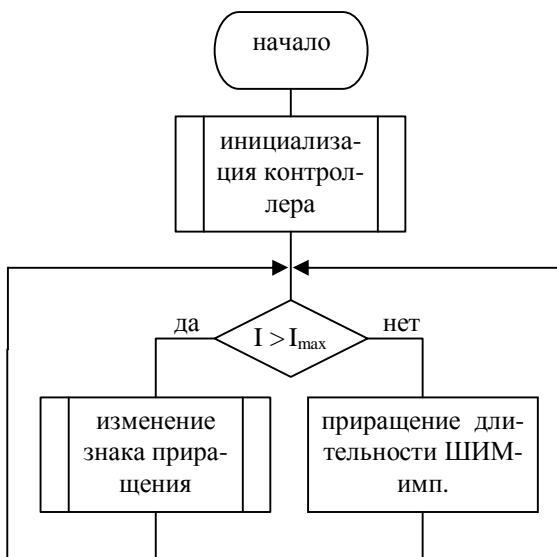 начало
инициализа-
ция контрол-
лера
да
I > Imax
нет
изменение
знака прира-
щения
приращение дли-
тельности ШИМ-
имп.